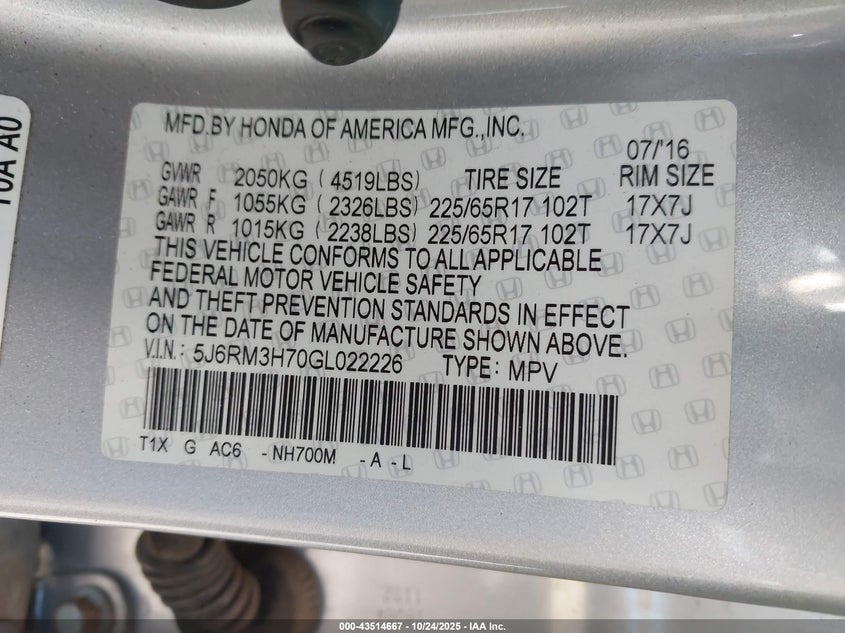 10A A0
MFD.BY HONDA OF AMERICA MFG.,INC.
07/'16
GVWR 2050KG (4519LBS) TIRE SIZE RIM SIZE
GAWR F 1055KG (2326LBS) 225/65R17 102T 17X7J
GAWR R 1015KG (2238LBS) 225/65R17 102T 17X7J
THIS VEHICLE CONFORMS TO ALL APPLICABLE
FEDERAL MOTOR VEHICLE SAFETY
AND THEFT PREVENTION STANDARDS IN EFFECT
ON THE DATE OF MANUFACTURE SHOWN ABOVE.
V.I.N.: 5J6RM3H70GL022226 TYPE: MPV
T1X G AC6 -NH700M -A -L
000-43514667 - 10/24/2025 - IAA Inc.